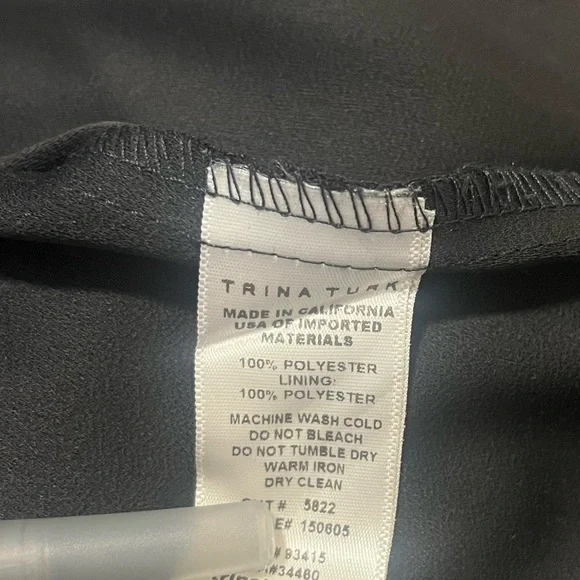 TRINA TURK
MADE IN CALIFORNIA
USA OF IMPORTED
MATERIALS
100% POLYESTER
LINING:
100% POLYESTER
MACHINE WASH COLD
DO NOT BLEACH
DO NOT TUMBLE DRY
WARM IRON
DRY CLEAN
# 5822
# 150605
#34480